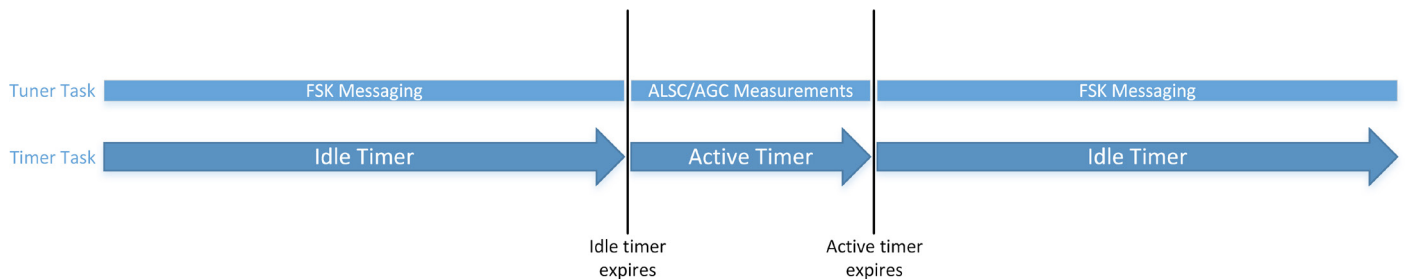 Tuner Task
FSK Messaging
ALSC/AGC Measurements
FSK Messaging
Timer Task
Idle Timer
Active Timer
Idle Timer
Idle timer
expires
Active timer
expires